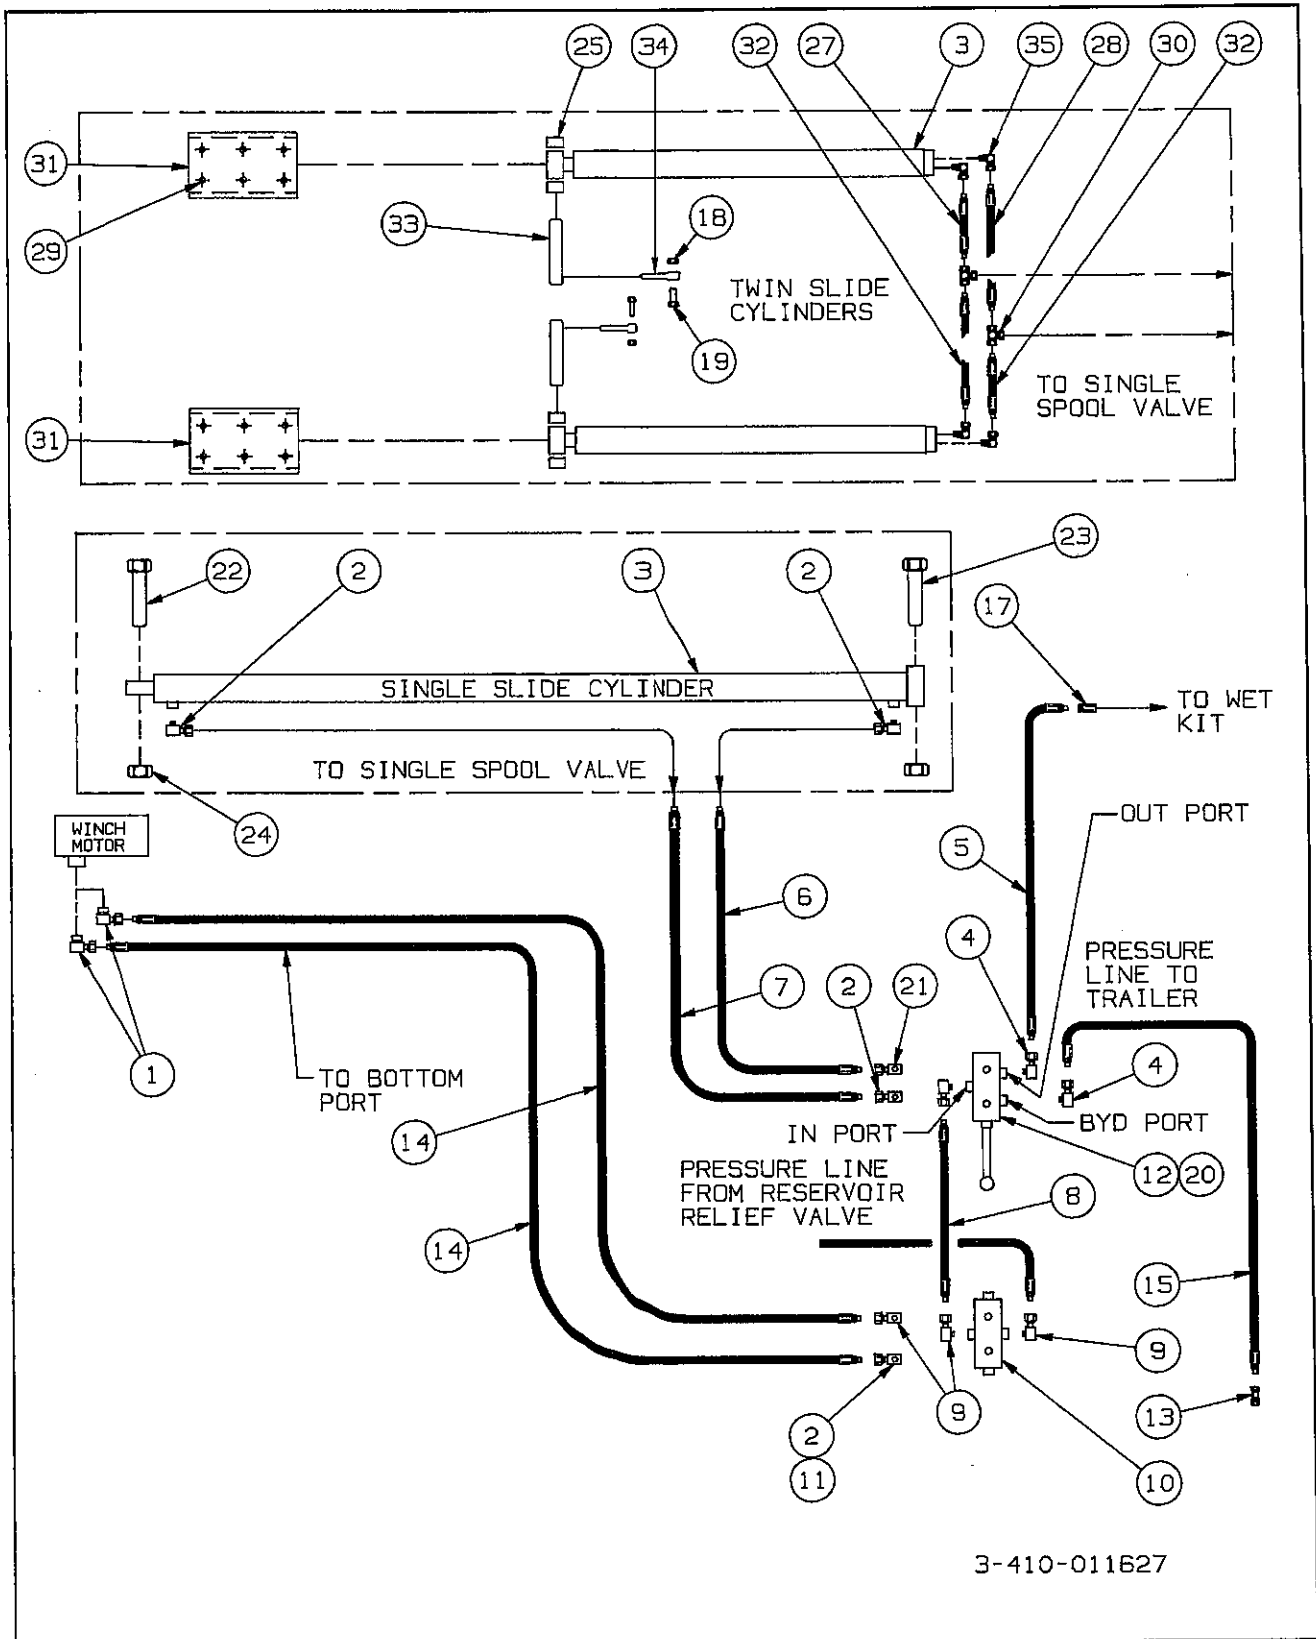 25 34 32 27 3 35 28 30 32
31
29
33
18
TWIN SLIDE
CYLINDERS
19
TO SINGLE
SPOOL VALVE
31
23
22 2 3 2
17
SINGLE SLIDE CYLINDER
TO WET
KIT
TO SINGLE SPOOL VALVE
WINCH
MOTOR
24
OUT PORT
5
6
4
PRESSURE
LINE TO
TRAILER
7 2 21
1
TO BOTTOM
PORT
4
IN PORT
BYD PORT
14
PRESSURE LINE
FROM RESERVOIR
RELIEF VALVE
12 20
8
14
15
9
9
13
2
11
10
3-410-011627